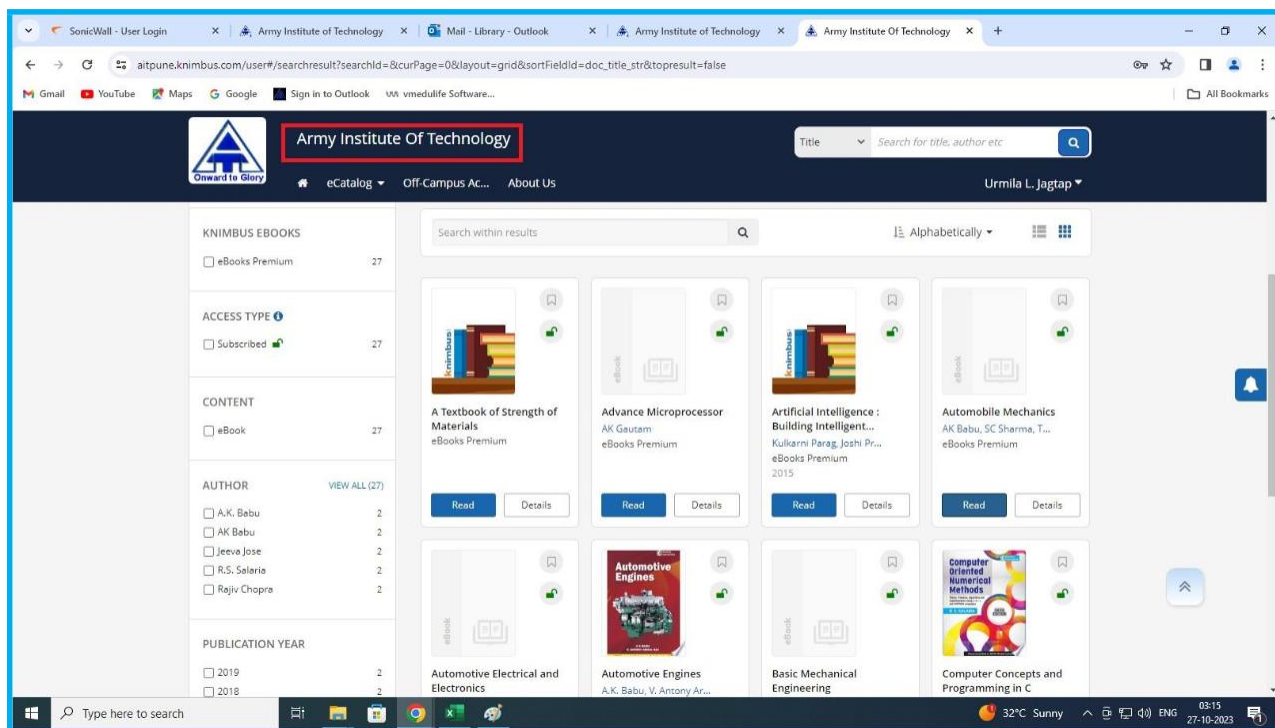 SonicWall - User Login
Army Institute of Technology
Mail - Library - Outlook
Army Institute of Technology
Army Institute Of Technology
aitpune.knimbus.com/user#/searchresult?searchId=&curPage=0&layout=grid&sortFieldId=doc_title_str&topresult=false
Gmail YouTube Maps Google Sign in to Outlook vmedulife Software... All Bookmarks
Onward to Glory
Army Institute Of Technology
Title Search for title, author etc
eCatalog Off-Campus Ac... About Us Urmila L. Jagtap
KNIMBUS EBOOKS
eBooks Premium 27
ACCESS TYPE
Subscribed 27
CONTENT
eBook 27
AUTHOR VIEW ALL (27)
A.K. Babu 2
AK Babu 2
Jeeva Jose 2
R.S. Salaria 2
Rajiv Chopra 2
PUBLICATION YEAR
2019 2
2018 2
Search within results Alphabetically
knimbus
A Textbook of Strength of
Materials
eBooks Premium
Read Details
eBook
Advance Microprocessor
AK Gautam
eBooks Premium
Read Details
knimbus
Artificial Intelligence :
Building Intelligent...
Kulkarni Parag, Joshi Pr...
eBooks Premium
2015
Read Details
eBook
Automobile Mechanics
AK Babu, SC Sharma, T...
eBooks Premium
Read Details
eBook
Automotive Electrical and
Electronics
Automotive
Engines
Automotive Engines
A.K. Babu, V. Antony Ar...
eBook
Basic Mechanical
Engineering
Computer
Oriented
Numerical
Methods
Computer Concepts and
Programming in C
Type here to search
32°C Sunny ENG 03:15
27-10-2023